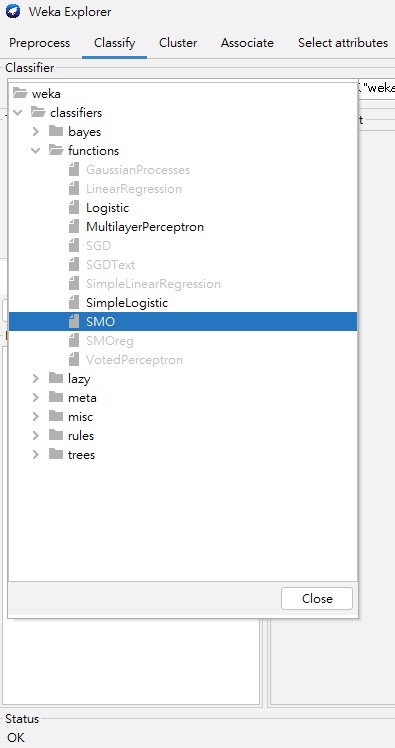 Weka Explorer
Preprocess Classify Cluster Associate Select attributes
Classifier
weka
classifiers
bayes
functions
GaussianProcesses
LinearRegression
Logistic
MultilayerPerceptron
SGD
SGDText
SimpleLinearRegression
SimpleLogistic
SMO
SMOreg
VotedPerceptron
lazy
meta
misc
rules
trees
Close
Status
OK